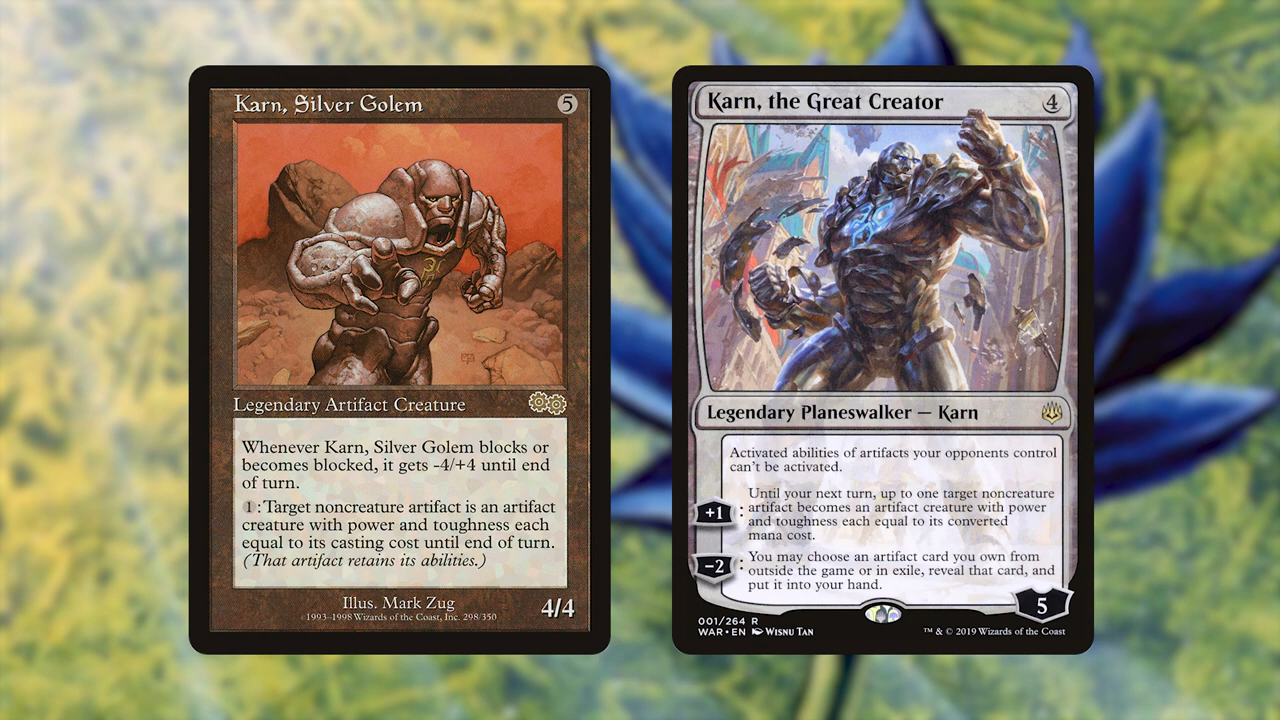 Karn, Silver Golem
5
Legendary Artifact Creature
Whenever Karn, Silver Golem blocks or
becomes blocked, it gets -4/+4 until end
of turn.
1:Target noncreature artifact is an artifact
creature with power and toughness each
equal to its casting cost until end of turn.
(That artifact retains its abilities.)
Illus. Mark Zug
©1993-1998 Wizards of the Coast, Inc. 298/350
4/4
Karn, the Great Creator
4
Legendary Planeswalker — Karn
Activated abilities of artifacts your opponents control
can't be activated.
+1: Until your next turn, up to one target noncreature
artifact becomes an artifact creature with power
and toughness each equal to its converted
mana cost.
−2: You may choose an artifact card you own from
outside the game or in exile, reveal that card, and
put it into your hand.
5
001/264 R
WAR • EN Wisnu Tan
™ & © 2019 Wizards of the Coast